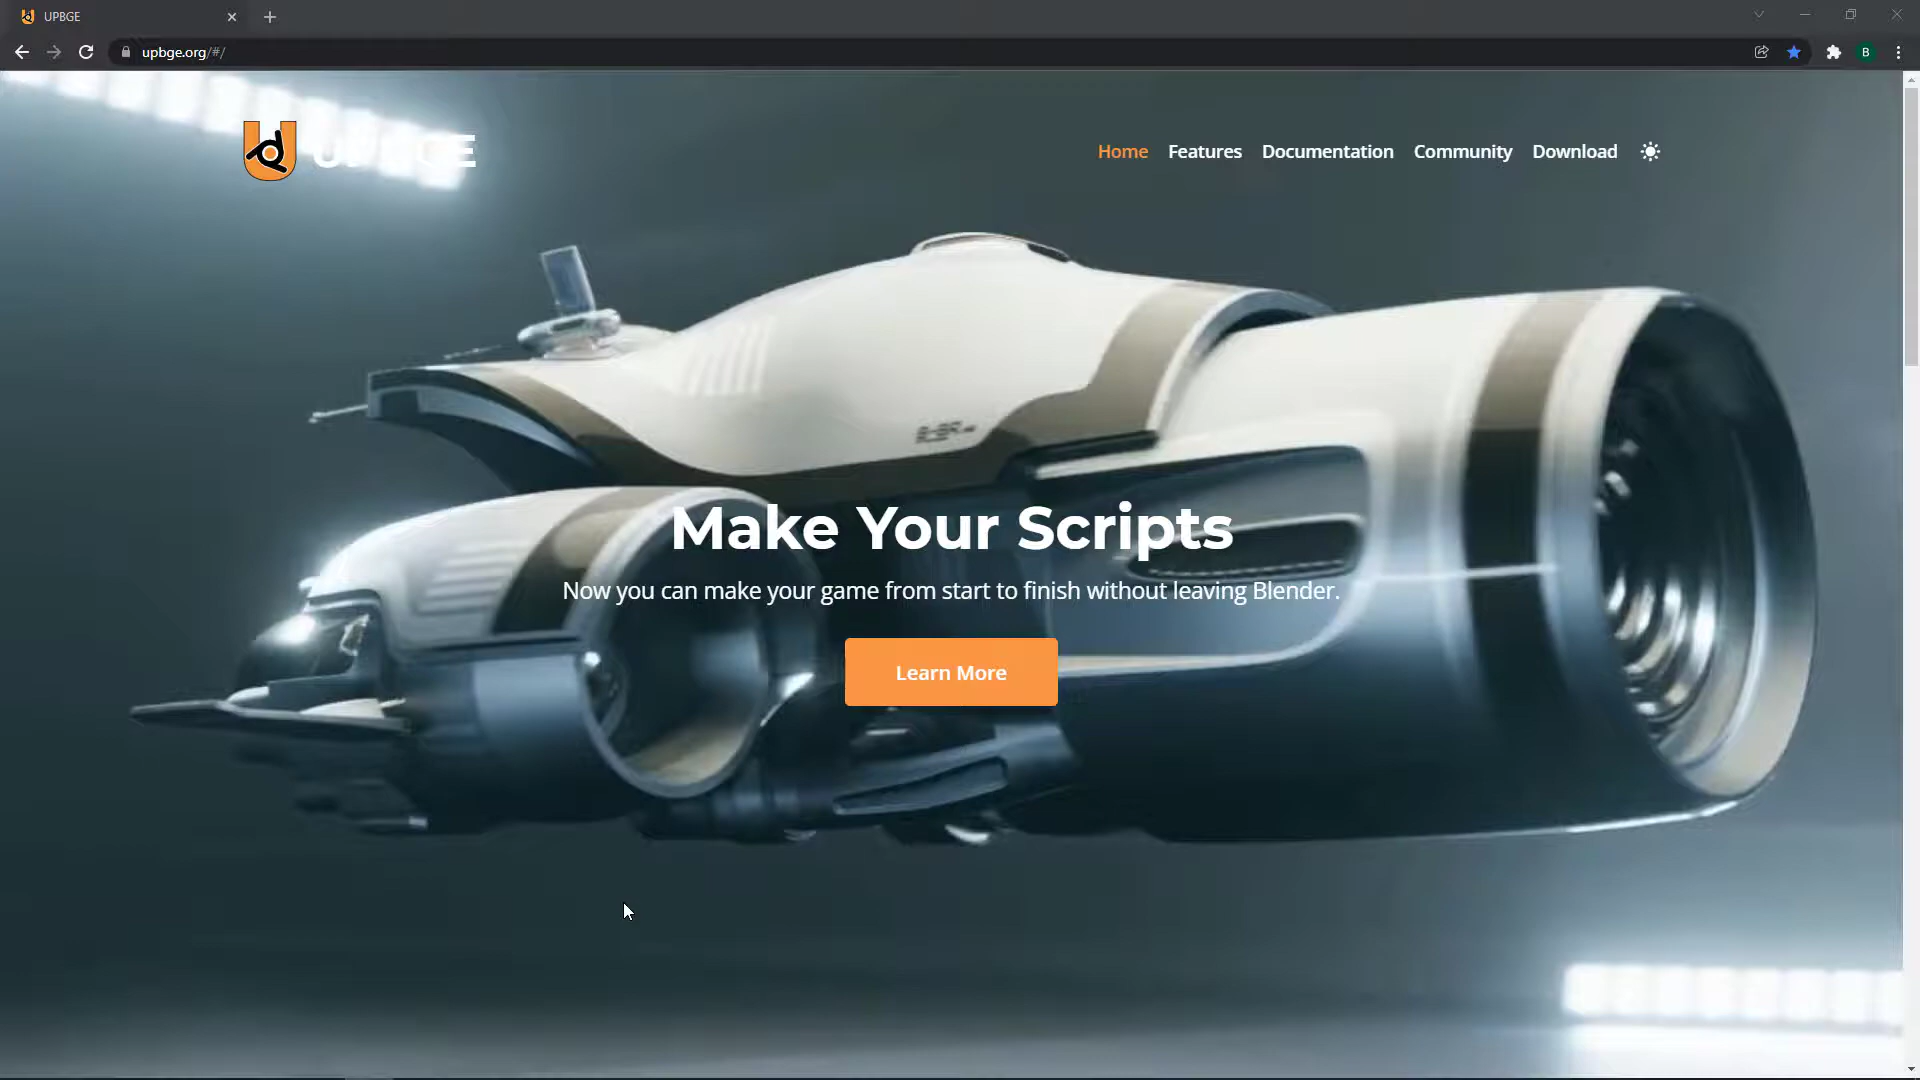 UPBGE
upbge.org/#/
B
UPBGE
Home
Features
Documentation
Community
Download
Make Your Scripts
Now you can make your game from start to finish without leaving Blender.
Learn More